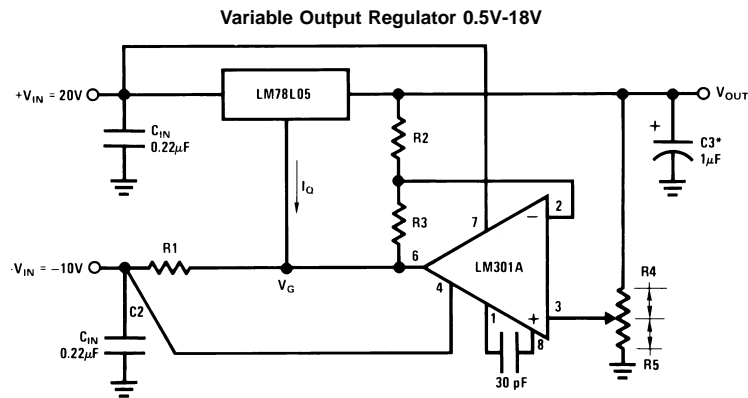 Variable Output Regulator 0.5V-18V
+VIN = 20V
LM78L05
VOUT
CIN
0.22μF
R2
+
C3*
1μF
IQ
R3
7
2
−
R1
6
LM301A
-VIN = −10V
VG
4
3
R4
C2
1
+
8
R5
CIN
0.22μF
30 pF